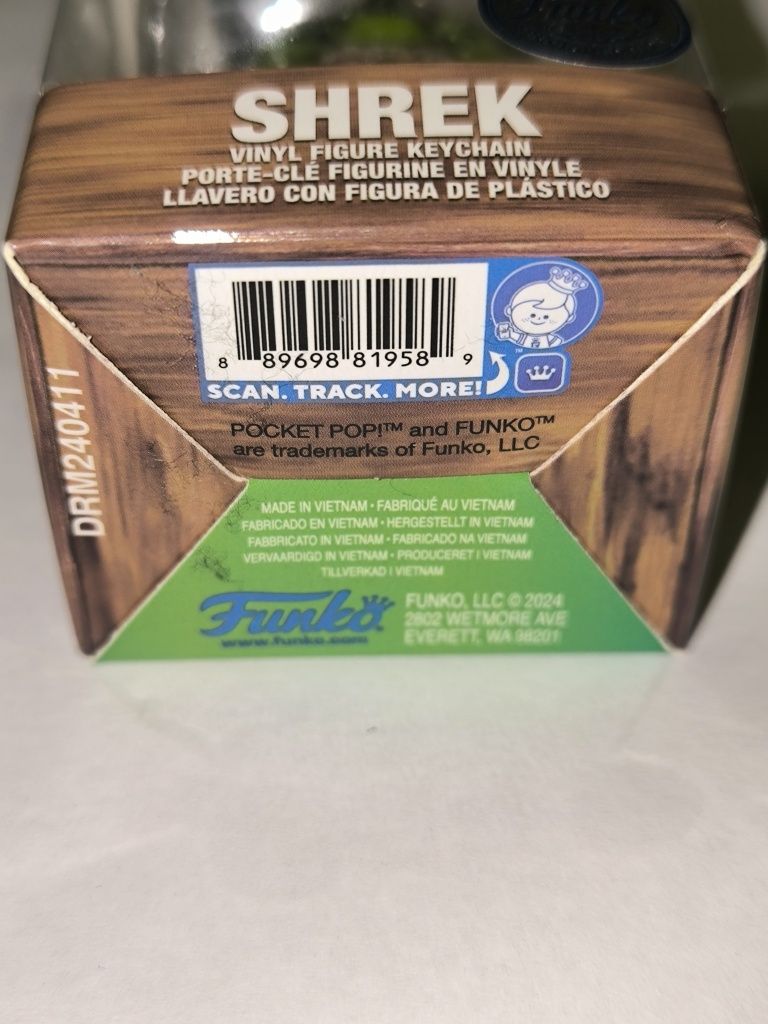 Funko
SHREK
VINYL FIGURE KEYCHAIN
PORTE-CLÉ FIGURINE EN VINYLE
LLAVERO CON FIGURA DE PLÁSTICO
8 89698 81958 9
SCAN. TRACK. MORE!
™
DRM240411
POCKET POP!™ and FUNKO™
are trademarks of Funko, LLC
MADE IN VIETNAM • FABRIQUÉ AU VIETNAM
FABRICADO EN VIETNAM • HERGESTELLT IN VIETNAM
FABBRICATO IN VIETNAM • FABRICADO NA VIETNAM
VERVAARDIGD IN VIETNAM • PRODUCERET I VIETNAM
TILLVERKAD I VIETNAM
Funko
www.funko.com
FUNKO, LLC © 2024
2802 WETMORE AVE
EVERETT, WA 98201